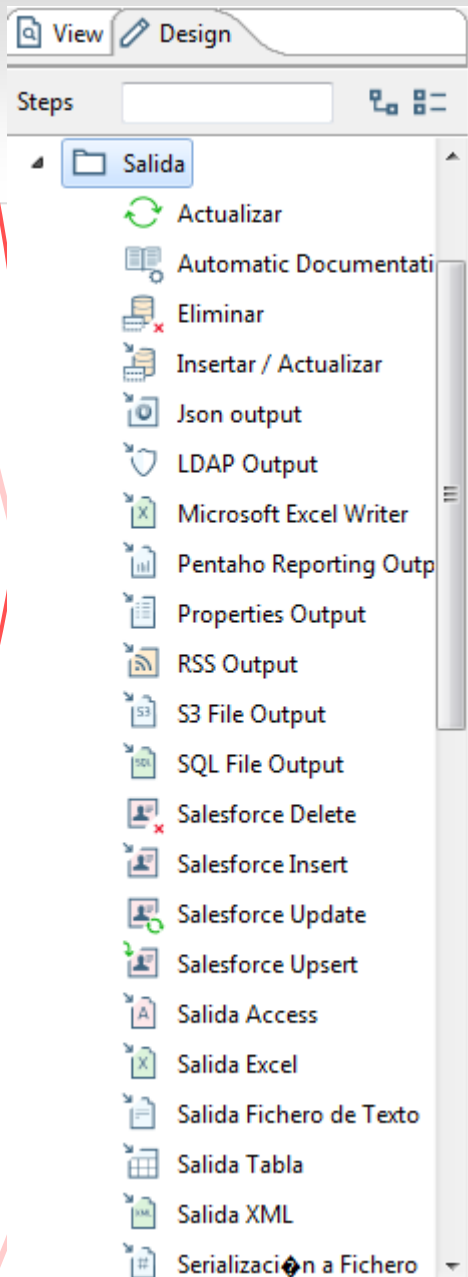 View Design
Steps
Salida
Actualizar
Automatic Documentati
Eliminar
Insertar / Actualizar
Json output
LDAP Output
Microsoft Excel Writer
Pentaho Reporting Outp
Properties Output
RSS Output
S3 File Output
SQL File Output
Salesforce Delete
Salesforce Insert
Salesforce Update
Salesforce Upsert
Salida Access
Salida Excel
Salida Fichero de Texto
Salida Tabla
Salida XML
Serializaci�n a Fichero